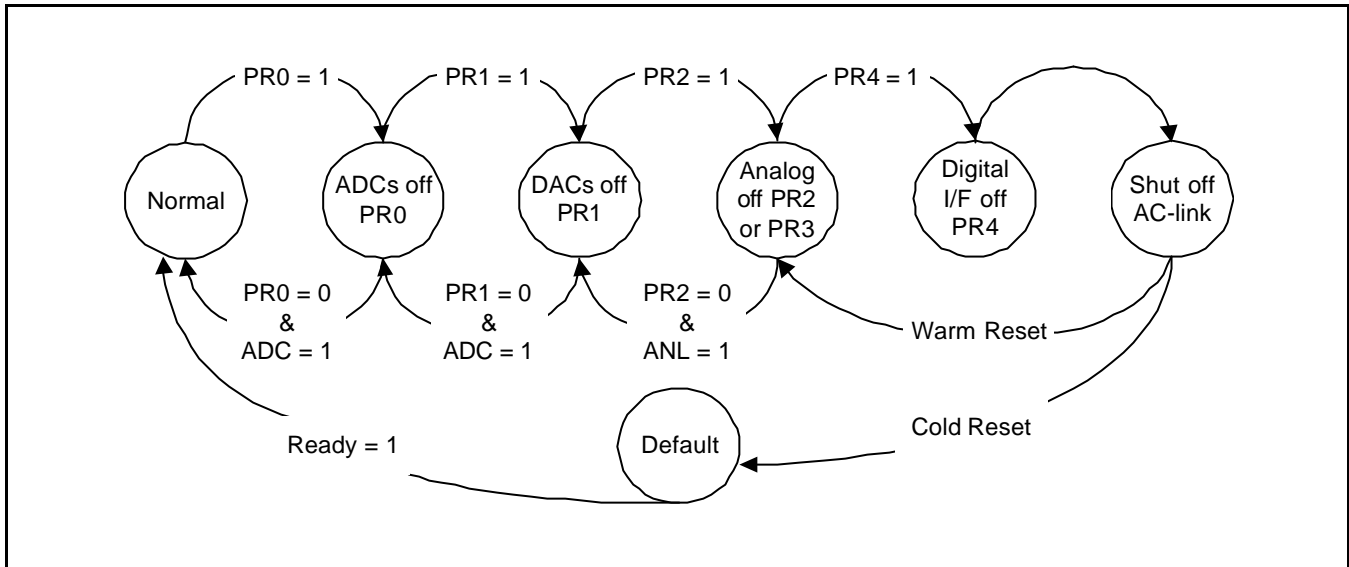 PR0 = 1
PR1 = 1
PR2 = 1
PR4 = 1
Normal
ADCs off
PR0
DACs off
PR1
Analog
off PR2
or PR3
Digital
I/F off
PR4
Shut off
AC-link
PR0 = 0
&
ADC = 1
PR1 = 0
&
ADC = 1
PR2 = 0
&
ANL = 1
Warm Reset
Ready = 1
Default
Cold Reset